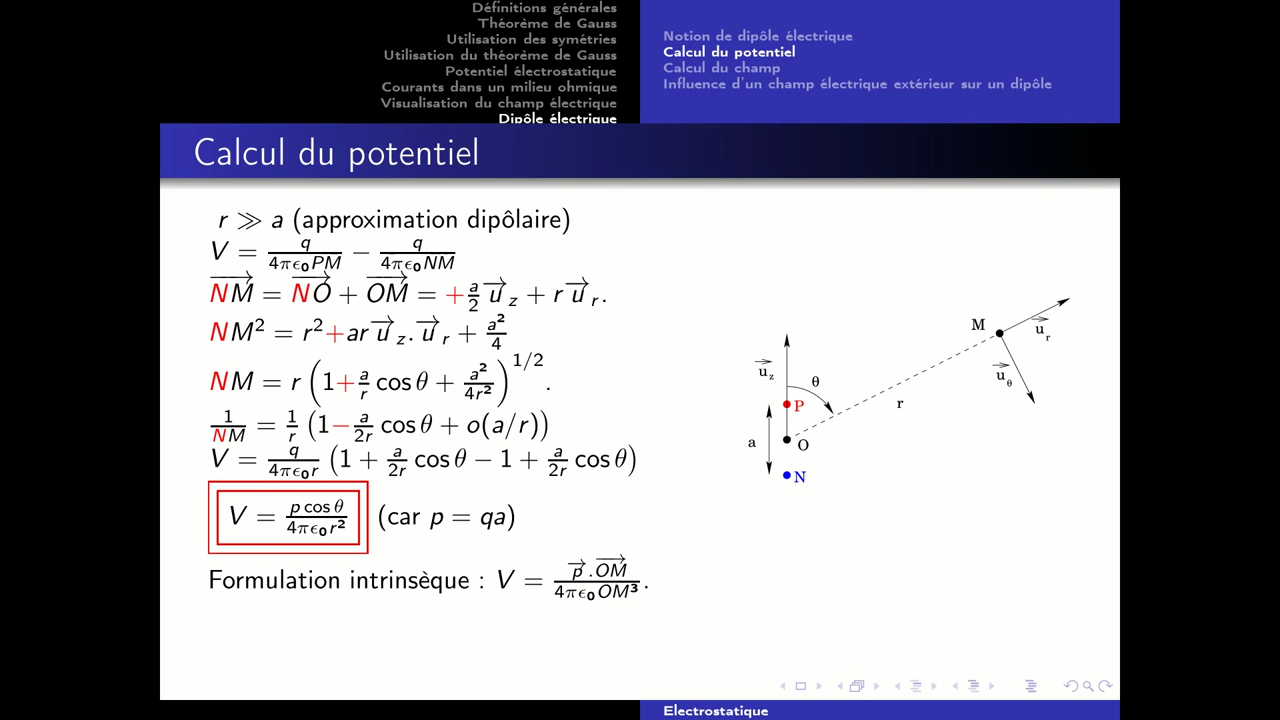 Définitions générales
Théorème de Gauss
Utilisation des symétries
Utilisation du théorème de Gauss
Potentiel électrostatique
Courants dans un milieu ohmique
Visualisation du champ électrique
Dipôle électrique
Notion de dipôle électrique
Calcul du potentiel
Calcul du champ
Influence d'un champ électrique extérieur sur un dipôle
Calcul du potentiel
r ≫ a (approximation dipôlaire)
V = q/(4πϵ₀PM) − q/(4πϵ₀NM)
NM⃗ = NO⃗ + OM⃗ = +a/2 u⃗_z + r u⃗_r.
NM² = r²+ar u⃗_z. u⃗_r + a²/4
NM = r (1+a/r cos θ + a²/4r²)^1/2.
1/NM = 1/r (1−a/2r cos θ + o(a/r))
V = q/(4πϵ₀r) (1 + a/2r cos θ − 1 + a/2r cos θ)
V = p cos θ/(4πϵ₀r²) (car p = qa)
Formulation intrinsèque : V = p⃗.OM⃗/(4πϵ₀OM³).
M
u⃗_r
u⃗_z
θ
u⃗_θ
P
r
a
O
N
Electrostatique